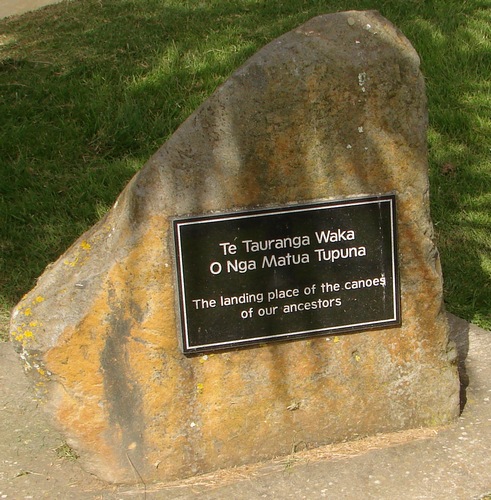 Te Tauranga Waka
O Nga Matua Tupuna
The landing place of the canoes
of our ancestors